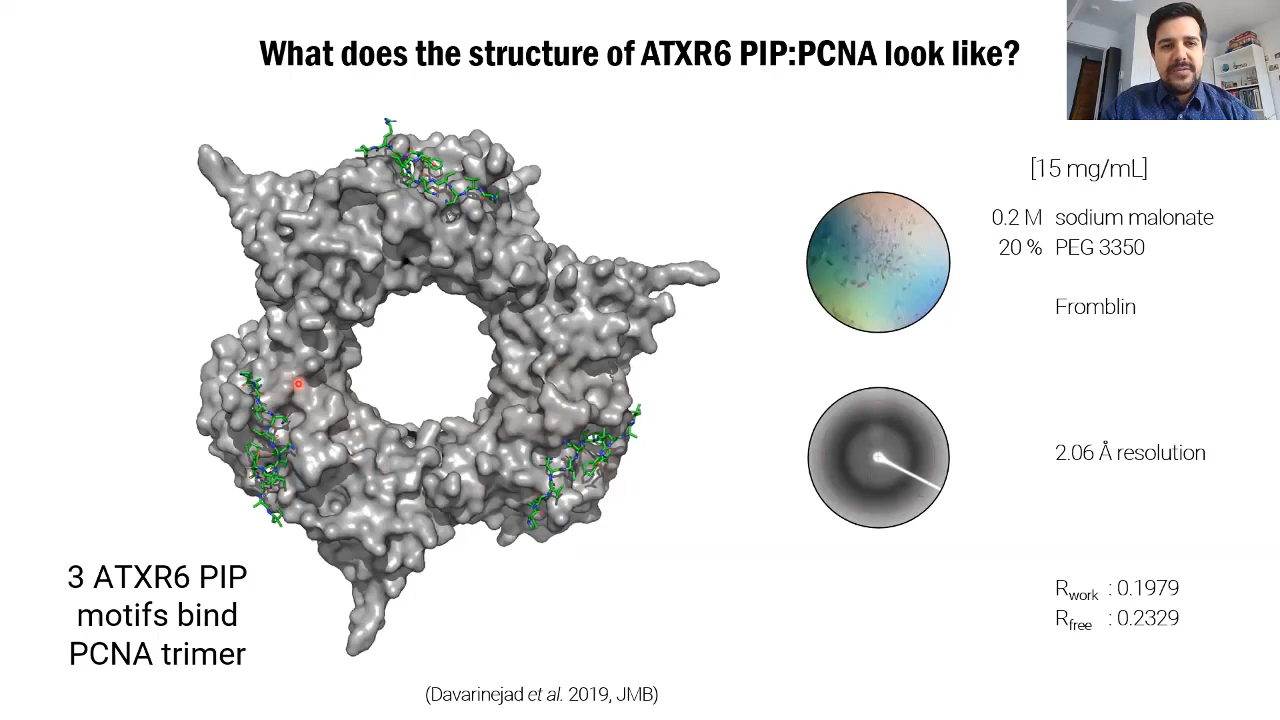 What does the structure of ATXR6 PIP:PCNA look like?
[15 mg/mL]
0.2 M sodium malonate
20 % PEG 3350
Fromblin
2.06 Å resolution
3 ATXR6 PIP
motifs bind
PCNA trimer
Rwork : 0.1979
Rfree : 0.2329
(Davarinejad et al. 2019, JMB)